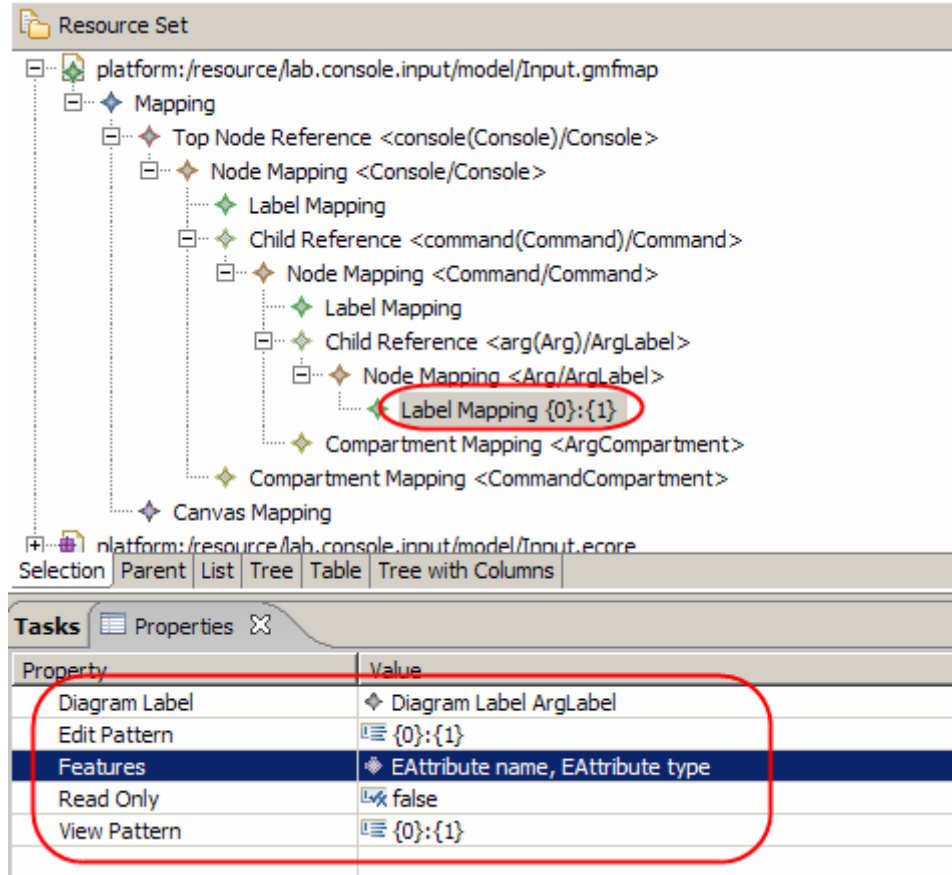 Resource Set
platform:/resource/lab.console.input/model/Input.gmfmap
Mapping
Top Node Reference <console(Console)/Console>
Node Mapping <Console/Console>
Label Mapping
Child Reference <command(Command)/Command>
Node Mapping <Command/Command>
Label Mapping
Child Reference <arg(Arg)/ArgLabel>
Node Mapping <Arg/ArgLabel>
Label Mapping {0}:{1}
Compartment Mapping <ArgCompartment>
Compartment Mapping <CommandCompartment>
Canvas Mapping
platform:/resource/lab.console.input/model/Input.ecore
Selection Parent List Tree Table Tree with Columns
Tasks Properties
Property Value
Diagram Label Diagram Label ArgLabel
Edit Pattern {0}:{1}
Features EAttribute name, EAttribute type
Read Only false
View Pattern {0}:{1}